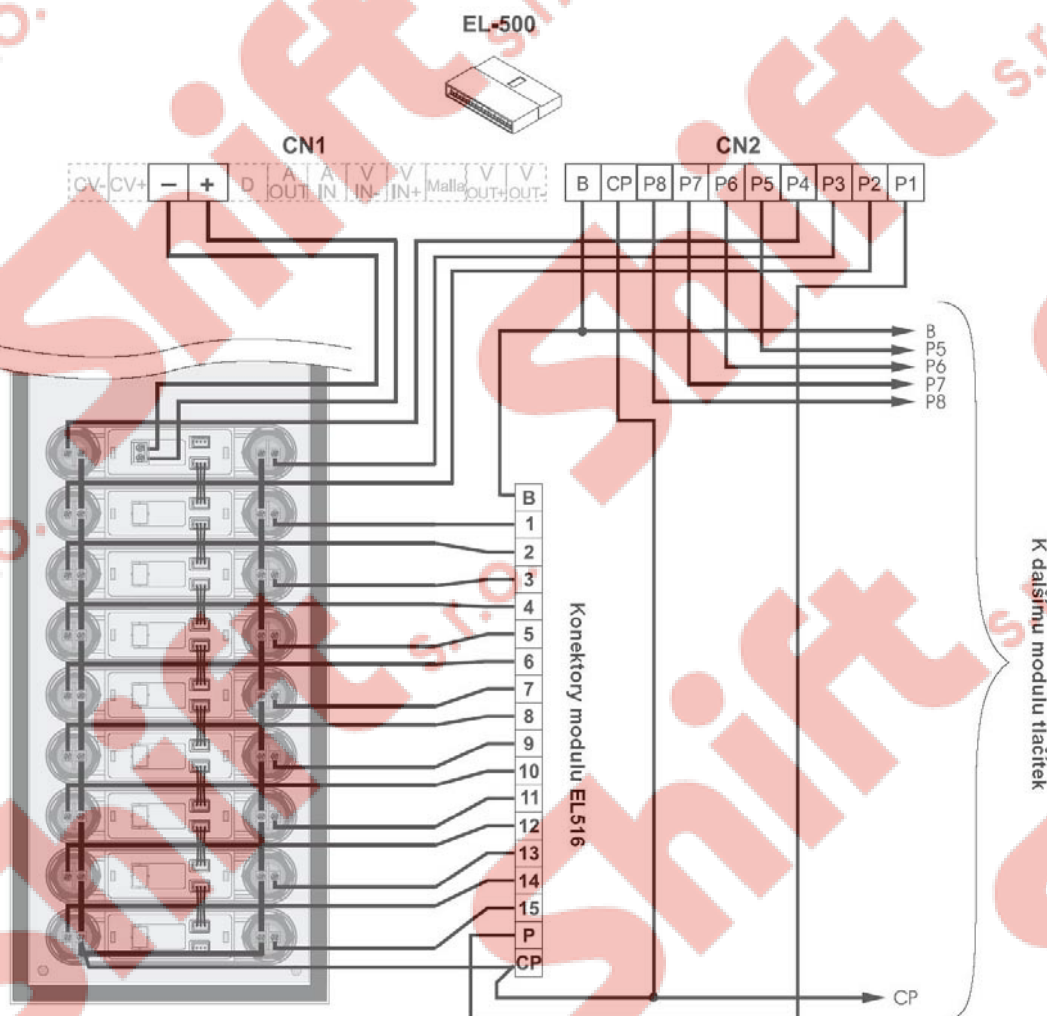 EL-500
CN1
CN2
CV- CV+ − + D A OUT A IN V IN- V IN+ Malla V OUT+ V OUT-
B CP P8 P7 P6 P5 P4 P3 P2 P1
B
P5
P6
P7
P8
B
1
2
3
4
5
6
7
8
9
10
11
12
13
14
15
P
CP
Konektory modulu EL516
K dalšímu modulu tlačítek
CP
Shift s.r.o.
Shift s.r.o.